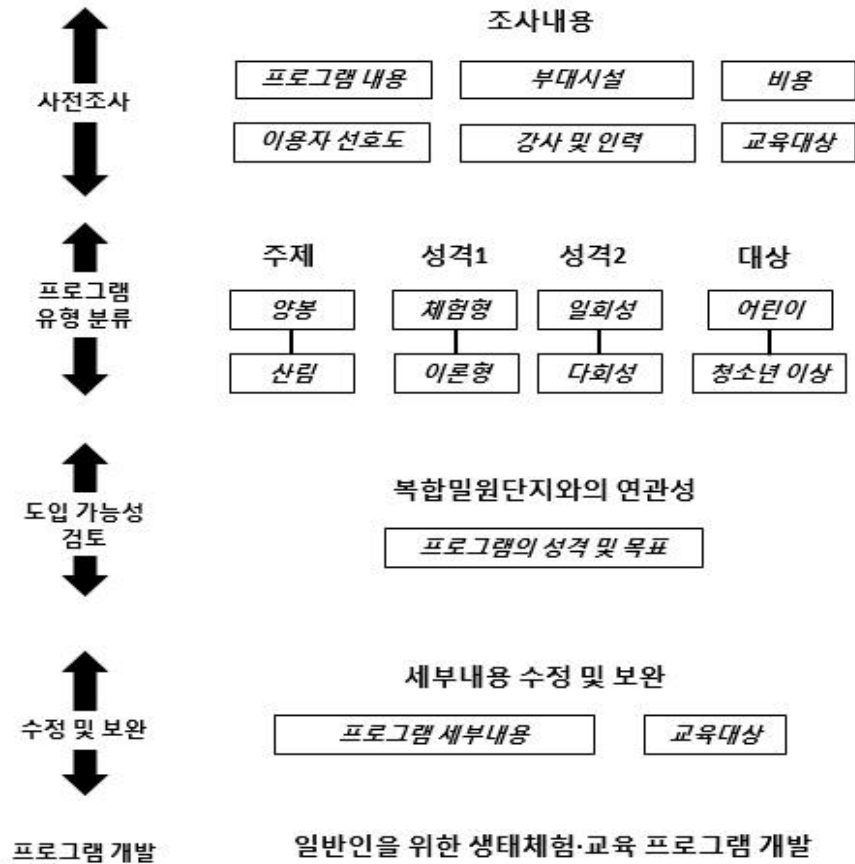 조사내용
사전조사
프로그램 내용 부대시설 비용
이용자 선호도 강사 및 인력 교육대상
프로그램
유형 분류
주제 성격1 성격2 대상
양봉 체험형 일회성 어린이
산림 이론형 다회성 청소년 이상
도입 가능성
검토
복합밀원단지와의 연관성
프로그램의 성격 및 목표
수정 및 보완
세부내용 수정 및 보완
프로그램 세부내용 교육대상
프로그램 개발
일반인을 위한 생태체험·교육 프로그램 개발